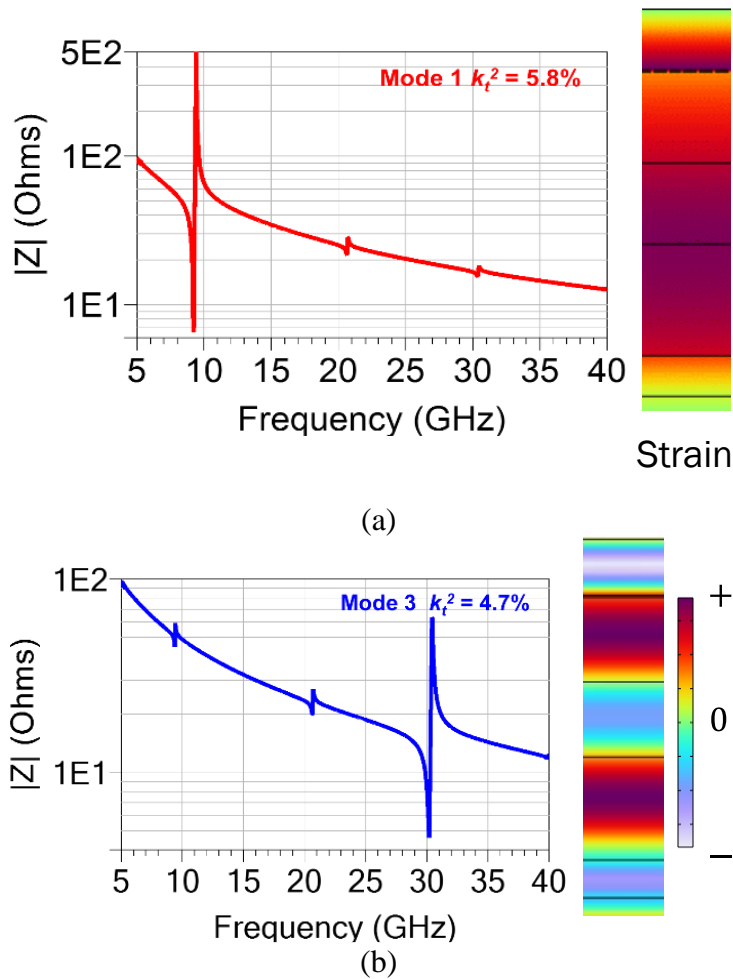 5E2
Mode 1 kₜ² = 5.8%
1E2
|Z| (Ohms)
1E1
5 10 15 20 25 30 35 40
Frequency (GHz)
Strain
(a)
1E2
Mode 3 kₜ² = 4.7%
+
|Z| (Ohms)
0
1E1
−
5 10 15 20 25 30 35 40
Frequency (GHz)
(b)